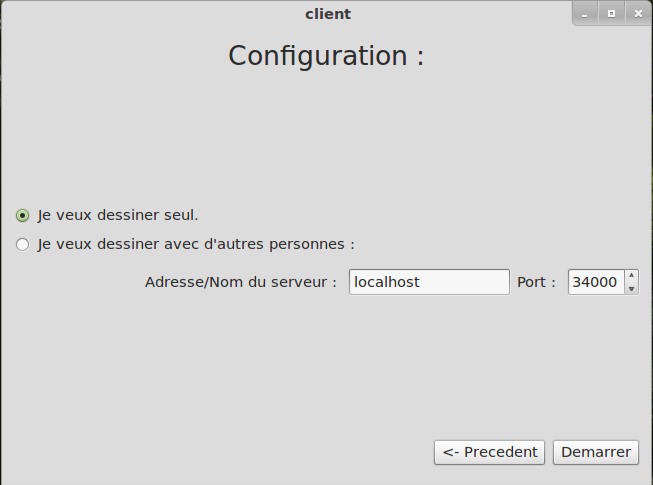 client
Configuration :
Je veux dessiner seul.
Je veux dessiner avec d'autres personnes :
Adresse/Nom du serveur : localhost Port : 34000
<- Precedent Demarrer